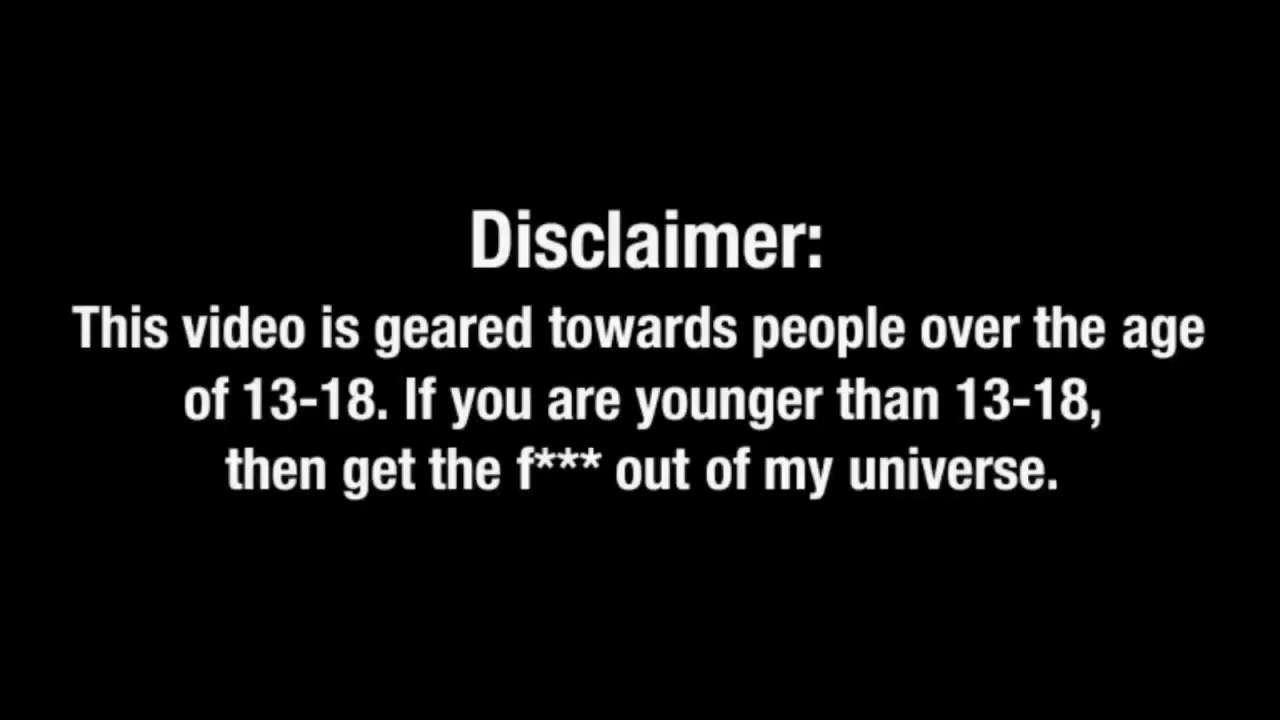 Disclaimer:
This video is geared towards people over the age
of 13-18. If you are younger than 13-18,
then get the f*** out of my universe.